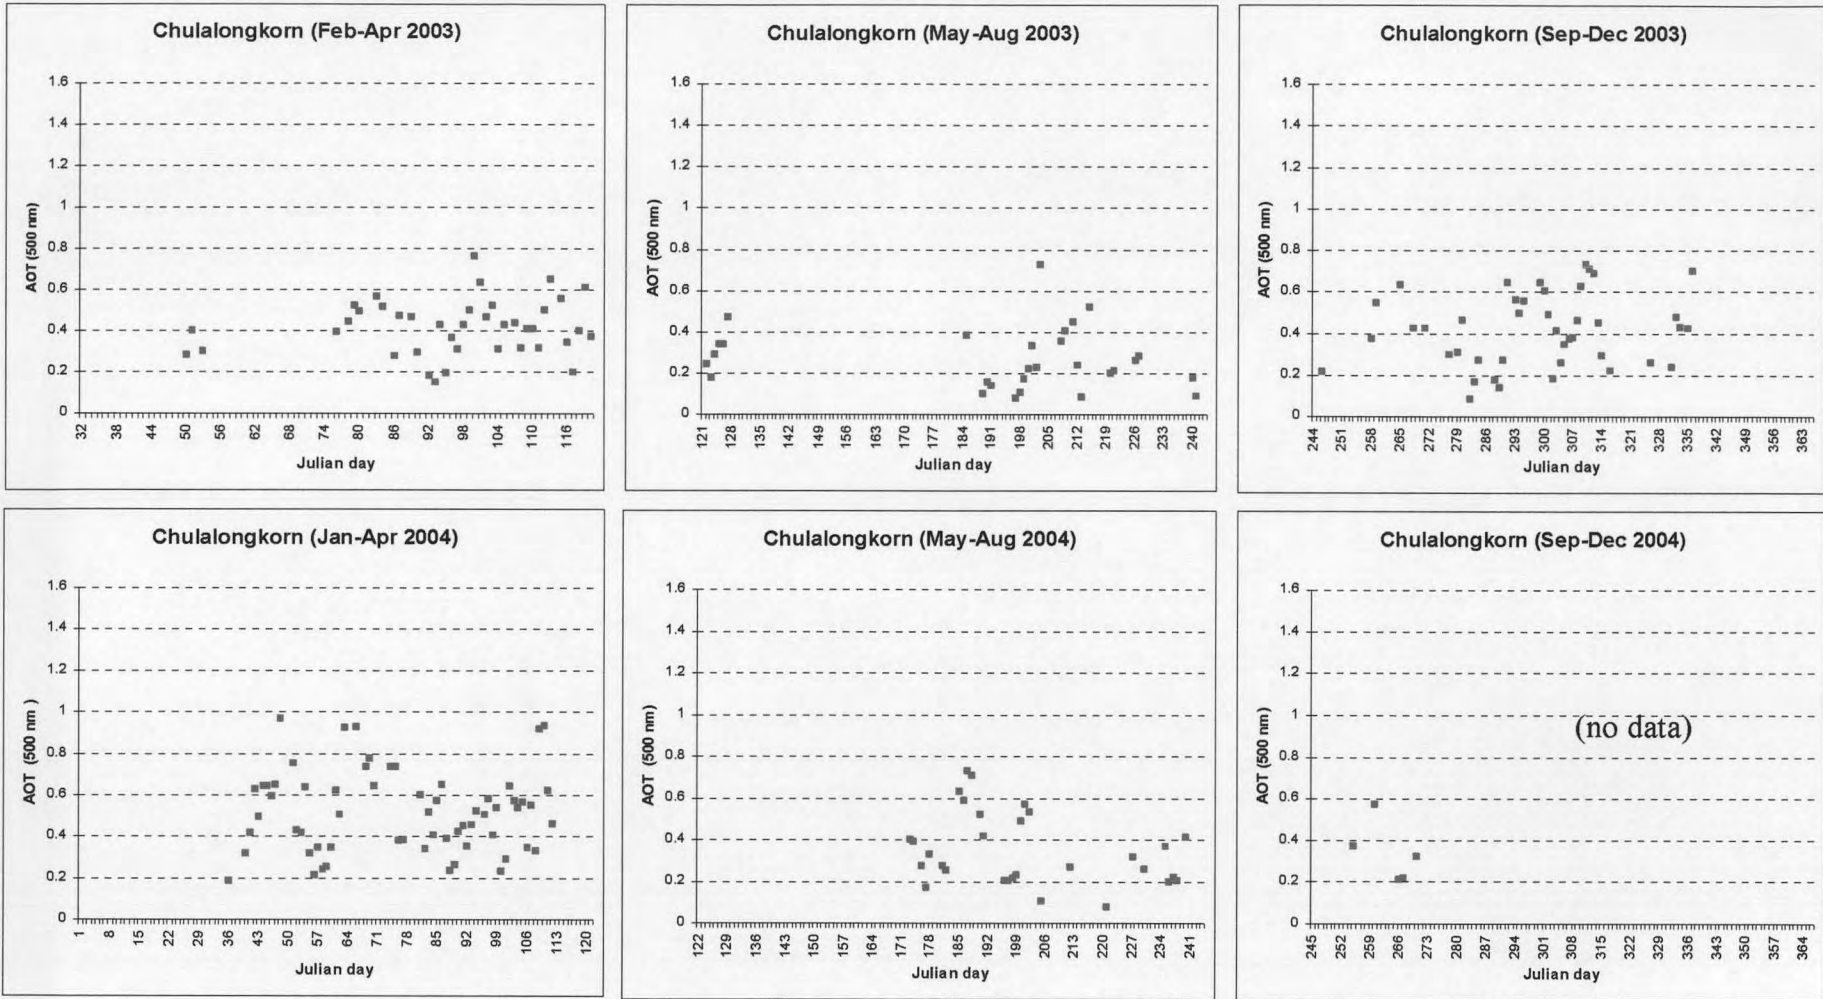 Chulalongkorn (Feb-Apr 2003)
AOT (500 nm)
1.6
1.4
1.2
1
0.8
0.6
0.4
0.2
0
32 38 44 50 56 62 68 74 80 86 92 98 104 110 116
Julian day
Chulalongkorn (May-Aug 2003)
AOT (500 nm)
1.6
1.4
1.2
1
0.8
0.6
0.4
0.2
0
121 128 135 142 149 156 163 170 177 184 191 198 205 212 219 226 233 240
Julian day
Chulalongkorn (Sep-Dec 2003)
AOT (500 nm)
1.6
1.4
1.2
1
0.8
0.6
0.4
0.2
0
244 251 258 265 272 279 286 293 300 307 314 321 328 335 342 349 356 363
Julian day
Chulalongkorn (Jan-Apr 2004)
AOT (500 nm )
1.6
1.4
1.2
1
0.8
0.6
0.4
0.2
0
1 8 15 22 29 36 43 50 57 64 71 78 85 92 99 106 113 120
Julian day
Chulalongkorn (May-Aug 2004)
AOT (500 nm)
1.6
1.4
1.2
1
0.8
0.6
0.4
0.2
0
122 129 136 143 150 157 164 171 178 185 192 199 206 213 220 227 234 241
Julian day
Chulalongkorn (Sep-Dec 2004)
AOT (500 nm)
1.6
1.4
1.2
1
0.8
0.6
0.4
0.2
0
(no data)
245 252 259 266 273 280 287 294 301 308 315 322 329 336 343 350 357 364
Julian day